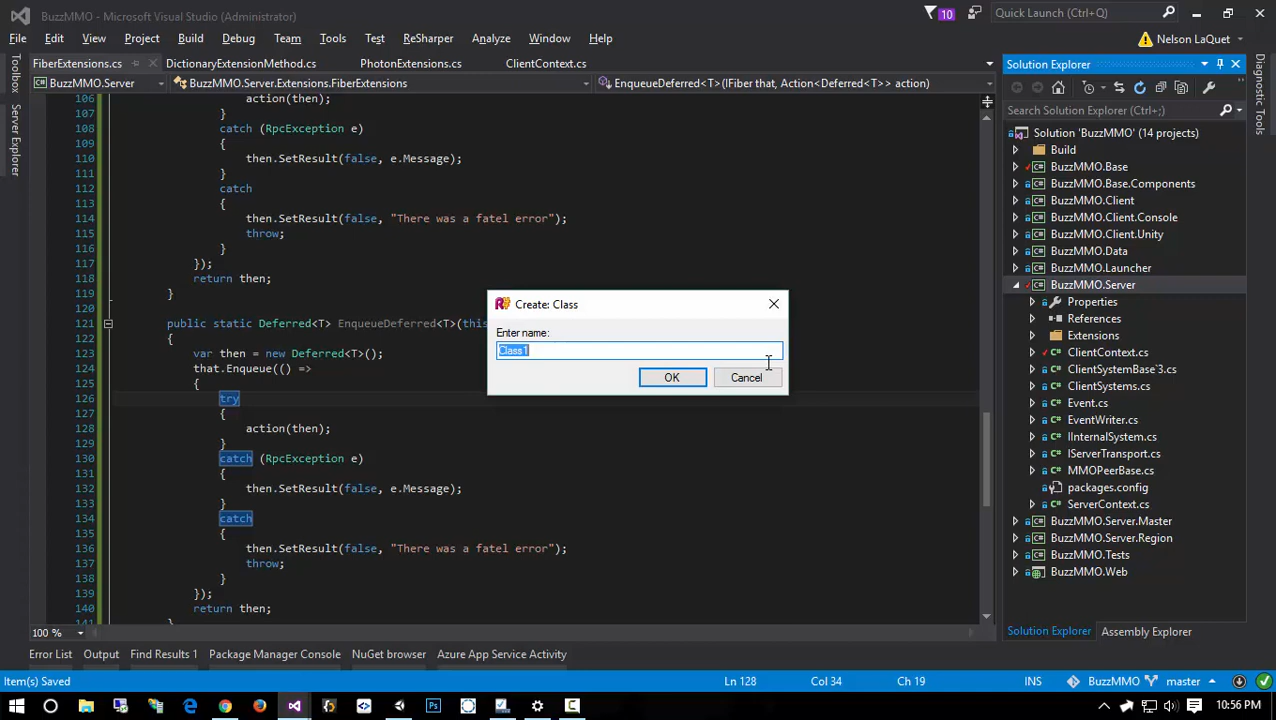 BuzzMMO - Microsoft Visual Studio (Administrator)
10
Quick Launch (Ctrl+Q)
File Edit View Project Build Debug Team Tools Test ReSharper Analyze Window Help
Nelson LaQuet
FiberExtensions.cs DictionaryExtensionMethod.cs PhotonExtensions.cs ClientContext.cs
BuzzMMO.Server BuzzMMO.Server.Extensions.FiberExtensions EnqueueDeferred<T>(IFiber that, Action<Deferred<T>> action)
Toolbox
Server Explorer
106 action(then);
107 }
108 catch (RpcException e)
109 {
110 then.SetResult(false, e.Message);
111 }
112 catch
113 {
114 then.SetResult(false, "There was a fatel error");
115 throw;
116 }
117 });
118 return then;
119 }
120
121 public static Deferred<T> EnqueueDeferred<T>(this
122 {
123 var then = new Deferred<T>();
124 that.Enqueue(() =>
125 {
126 try
127 {
128 action(then);
129 }
130 catch (RpcException e)
131 {
132 then.SetResult(false, e.Message);
133 }
134 catch
135 {
136 then.SetResult(false, "There was a fatel error");
137 throw;
138 }
139 });
140 return then;
141 }
100 %
Create: Class
Enter name:
Class1
OK Cancel
Solution Explorer
Search Solution Explorer (Ctrl+;)
Solution 'BuzzMMO' (14 projects)
Build
BuzzMMO.Base
BuzzMMO.Base.Components
BuzzMMO.Client
BuzzMMO.Client.Console
BuzzMMO.Client.Unity
BuzzMMO.Data
BuzzMMO.Launcher
BuzzMMO.Server
Properties
References
Extensions
ClientContext.cs
ClientSystemBase`3.cs
ClientSystems.cs
Event.cs
EventWriter.cs
IInternalSystem.cs
IServerTransport.cs
MMOPeerBase.cs
packages.config
ServerContext.cs
BuzzMMO.Server.Master
BuzzMMO.Server.Region
BuzzMMO.Tests
BuzzMMO.Web
Solution Explorer Assembly Explorer
Diagnostic Tools
Error List Output Find Results 1 Package Manager Console NuGet browser Azure App Service Activity
Item(s) Saved Ln 128 Col 34 Ch 19 INS BuzzMMO master
10:56 PM